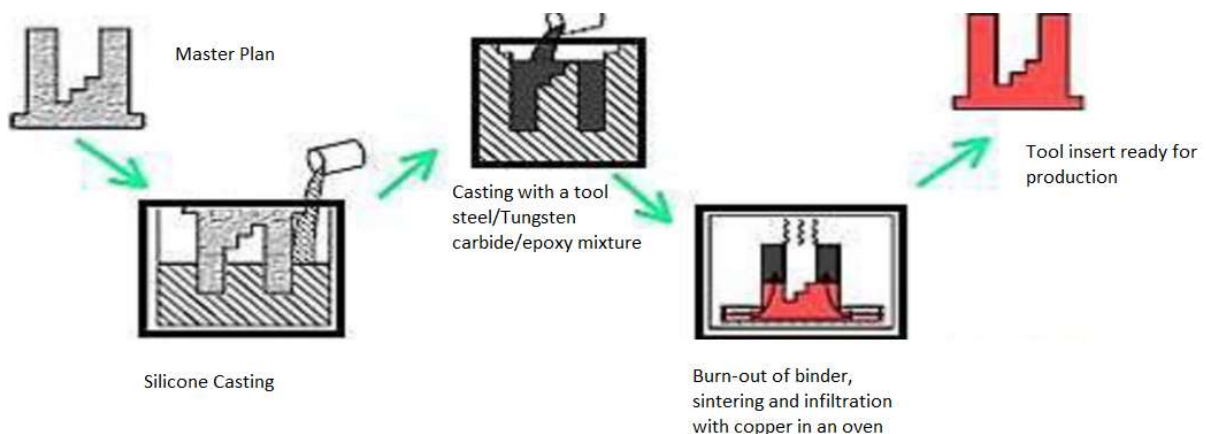 Master Plan
Silicone Casting
Casting with a tool
steel/Tungsten
carbide/epoxy mixture
Burn-out of binder,
sintering and infiltration
with copper in an oven
Tool insert ready for
production